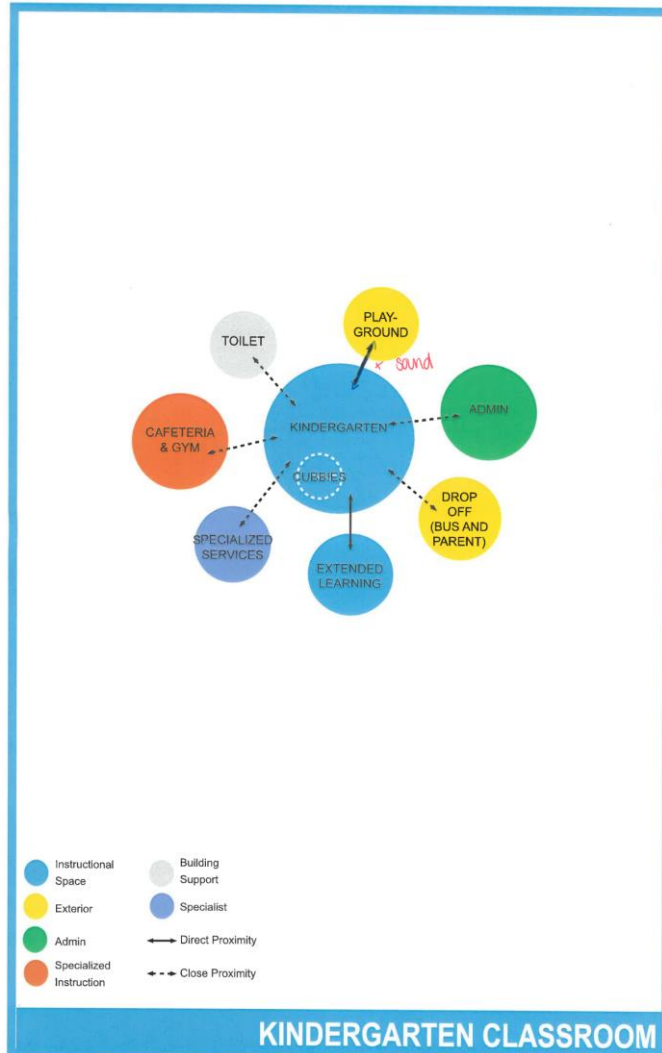 PLAY-
GROUND
TOILET
+ sound
ADMIN
KINDERGARTEN
CAFETERIA
& GYM
CUBBIES
DROP
OFF
(BUS AND
PARENT)
SPECIALIZED
SERVICES
EXTENDED
LEARNING
Instructional
Space
Building
Support
Exterior
Specialist
Admin
Direct Proximity
Specialized
Instruction
Close Proximity
KINDERGARTEN CLASSROOM